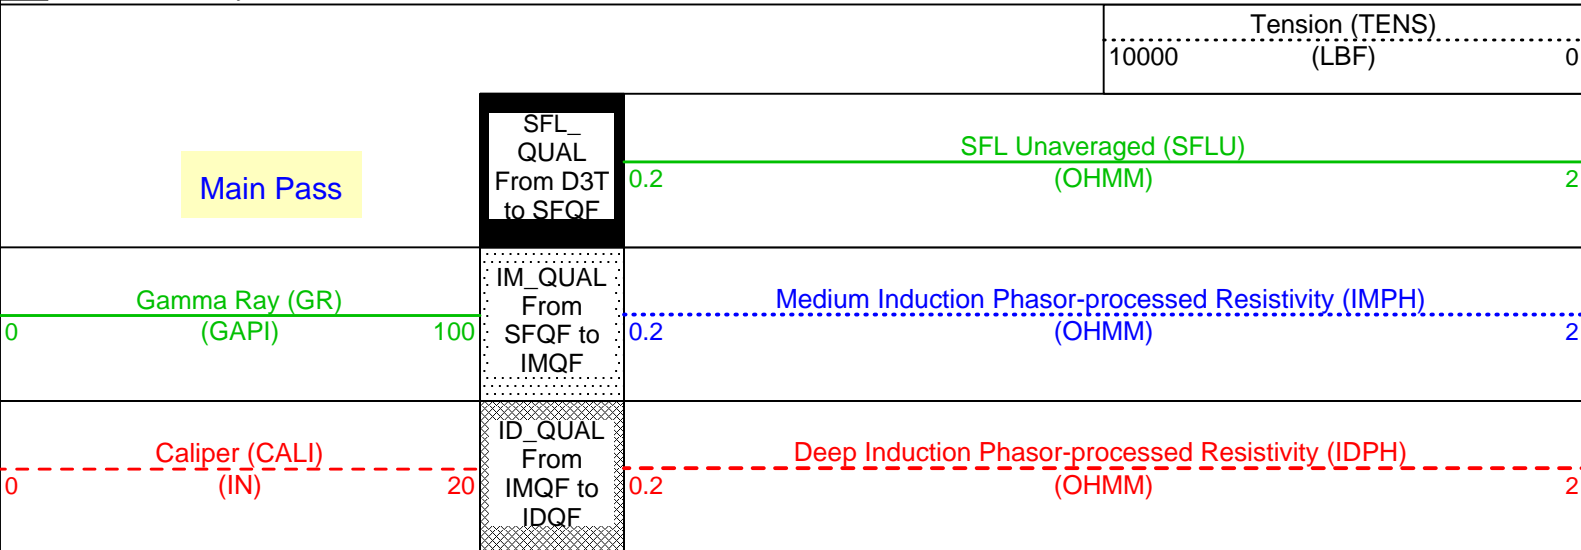 Tension (TENS)
10000 (LBF) 0
SFL_
QUAL
From D3T
to SFQF
SFL Unaveraged (SFLU)
0.2 (OHMM) 2
Main Pass
Gamma Ray (GR)
0 (GAPI) 100
IM_QUAL
From
SFQF to
IMQF
Medium Induction Phasor-processed Resistivity (IMPH)
0.2 (OHMM) 2
Caliper (CALI)
0 (IN) 20
ID_QUAL
From
IMQF to
IDQF
Deep Induction Phasor-processed Resistivity (IDPH)
0.2 (OHMM) 2